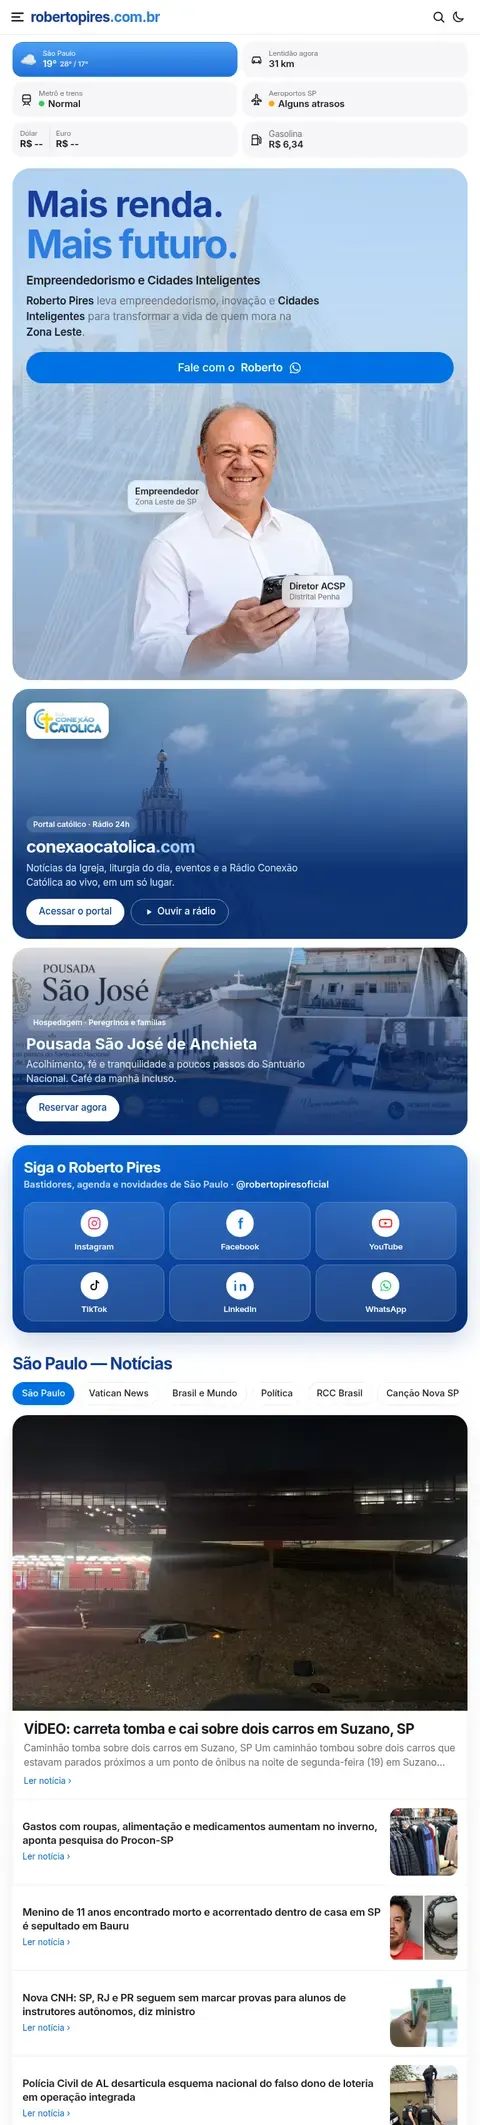 robertopires.com.br
São Paulo
19° 28° / 17°
Lentidão agora
31 km
Metrô e trens
Normal
Aeroportos SP
Alguns atrasos
Dólar
R$ --
Euro
R$ --
Gasolina
R$ 6,34
Mais renda.
Mais futuro.
Empreendedorismo e Cidades Inteligentes
Roberto Pires leva empreendedorismo, inovação e Cidades
Inteligentes para transformar a vida de quem mora na
Zona Leste.
Fale com o Roberto
Empreendedor
Zona Leste de SP
Diretor ACSP
Distrital Penha
CONEXÃO
CATÓLICA
Portal católico · Rádio 24h
conexaocatolica.com
Notícias da Igreja, liturgia do dia, eventos e a Rádio Conexão
Católica ao vivo, em um só lugar.
Acessar o portal
Ouvir a rádio
POUSADA
São José
Hospedagem · Peregrinos e famílias
Pousada São José de Anchieta
Acolhimento, fé e tranquilidade a poucos passos do Santuário
Nacional. Café da manhã incluso.
Reservar agora
Siga o Roberto Pires
Bastidores, agenda e novidades de São Paulo · @robertopiresoficial
Instagram
Facebook
YouTube
TikTok
LinkedIn
WhatsApp
São Paulo — Notícias
São Paulo
Vatican News
Brasil e Mundo
Política
RCC Brasil
Canção Nova SP
VÍDEO: carreta tomba e cai sobre dois carros em Suzano, SP
Caminhão tomba sobre dois carros em Suzano, SP Um caminhão tombou sobre dois carros que
estavam parados próximos a um ponto de ônibus na noite de segunda-feira (19) em Suzano...
Ler notícia ›
Gastos com roupas, alimentação e medicamentos aumentam no inverno,
aponta pesquisa do Procon-SP
Ler notícia ›
Menino de 11 anos encontrado morto e acorrentado dentro de casa em SP
é sepultado em Bauru
Ler notícia ›
Nova CNH: SP, RJ e PR seguem sem marcar provas para alunos de
instrutores autônomos, diz ministro
Ler notícia ›
Polícia Civil de AL desarticula esquema nacional do falso dono de loteria
em operação integrada
Ler notícia ›